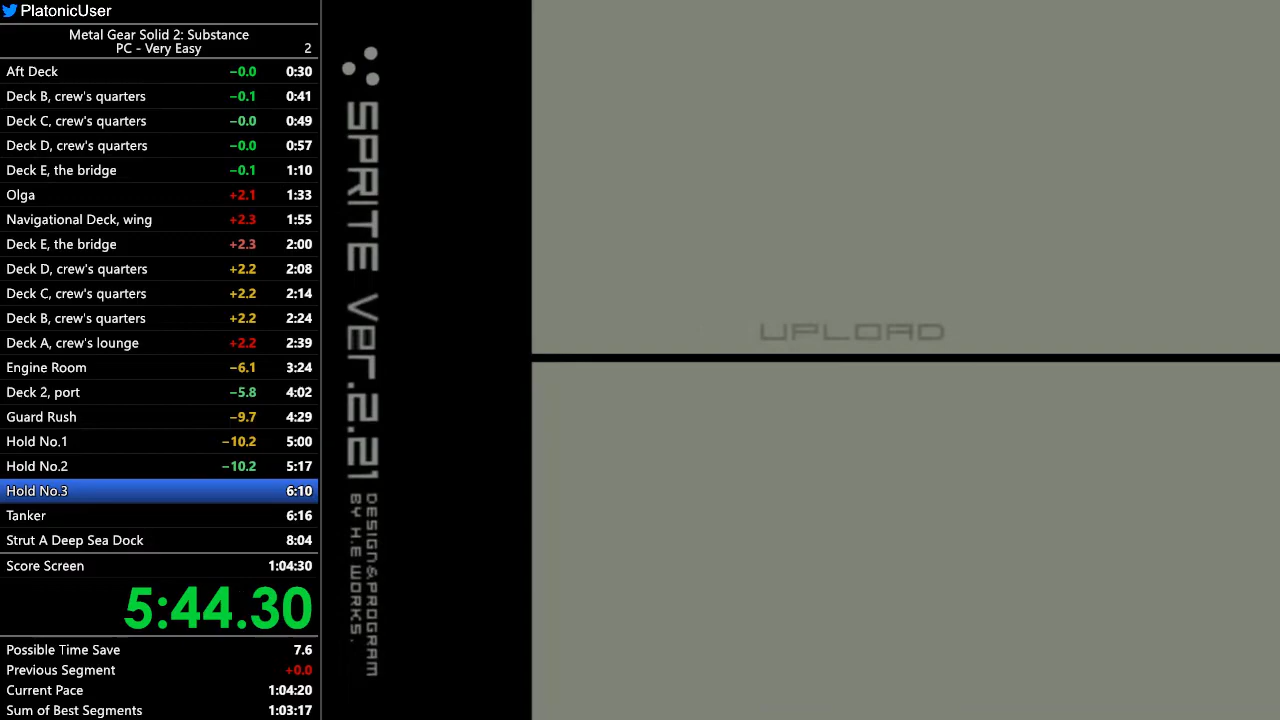 PlatonicUser
Metal Gear Solid 2: Substance
PC - Very Easy 2
Aft Deck −0.0 0:30
Deck B, crew's quarters −0.1 0:41
Deck C, crew's quarters −0.0 0:49
Deck D, crew's quarters −0.0 0:57
Deck E, the bridge −0.1 1:10
Olga +2.1 1:33
Navigational Deck, wing +2.3 1:55
Deck E, the bridge +2.3 2:00
Deck D, crew's quarters +2.2 2:08
Deck C, crew's quarters +2.2 2:14
Deck B, crew's quarters +2.2 2:24
Deck A, crew's lounge +2.2 2:39
Engine Room −6.1 3:24
Deck 2, port −5.8 4:02
Guard Rush −9.7 4:29
Hold No.1 −10.2 5:00
Hold No.2 −10.2 5:17
Hold No.3 6:10
Tanker 6:16
Strut A Deep Sea Dock 8:04
Score Screen 1:04:30
5:44.30
Possible Time Save 7.6
Previous Segment +0.0
Current Pace 1:04:20
Sum of Best Segments 1:03:17
SPRITE Ver.2.21
DESIGN&PROGRAM
BY H.E WORKS.
UPLOAD